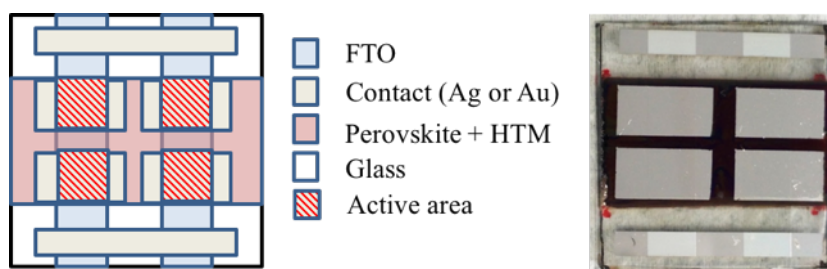 FTO
Contact (Ag or Au)
Perovskite + HTM
Glass
Active area